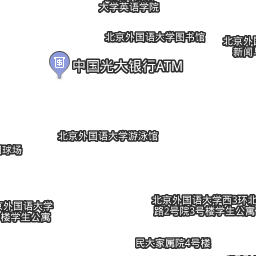 大学英语学院
北京外国语大学图书馆
北京外国
新闻
中国光大银行ATM
北京外国语大学游泳馆
球场
京外国语大学
楼学生公寓
北京外国语大学西3环北
路2号院3号楼学生公寓
民大家属院4号楼